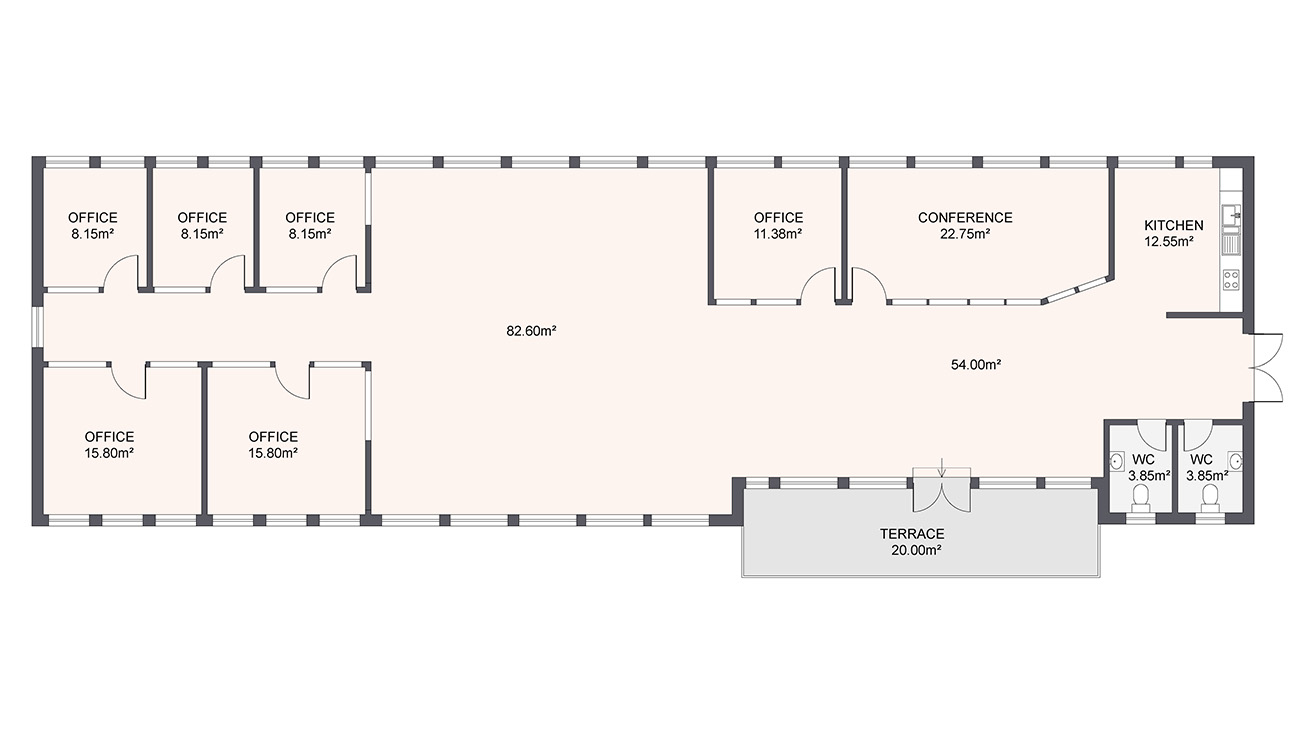 OFFICE
8.15m²
OFFICE
8.15m²
OFFICE
8.15m²
OFFICE
11.38m²
CONFERENCE
22.75m²
KITCHEN
12.55m²
82.60m²
54.00m²
OFFICE
15.80m²
OFFICE
15.80m²
WC
3.85m²
WC
3.85m²
TERRACE
20.00m²